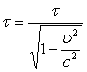 τ = τ / √(1 − υ²/c²)